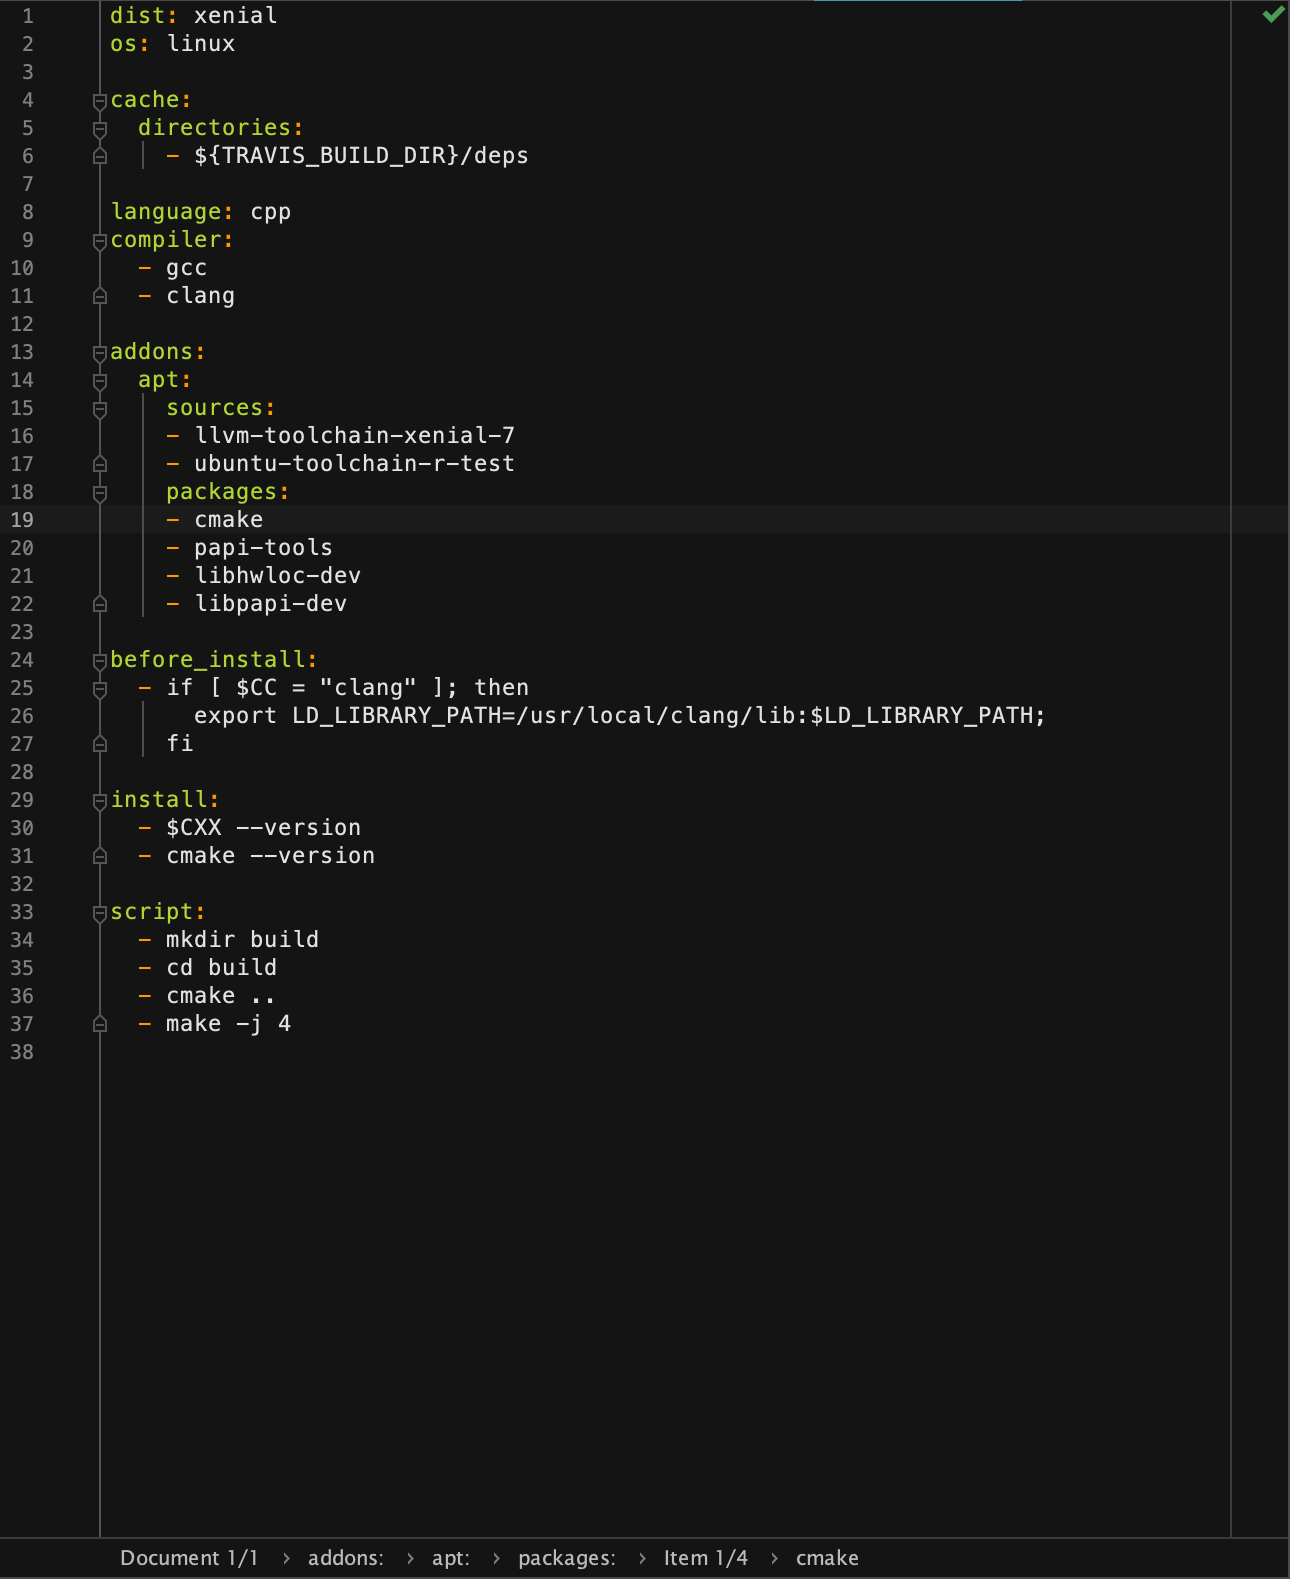 1 dist: xenial
2 os: linux
3
4 cache:
5   directories:
6     - ${TRAVIS_BUILD_DIR}/deps
7
8 language: cpp
9 compiler:
10   - gcc
11   - clang
12
13 addons:
14   apt:
15     sources:
16     - llvm-toolchain-xenial-7
17     - ubuntu-toolchain-r-test
18     packages:
19     - cmake
20     - papi-tools
21     - libhwloc-dev
22     - libpapi-dev
23
24 before_install:
25   - if [ $CC = "clang" ]; then
26       export LD_LIBRARY_PATH=/usr/local/clang/lib:$LD_LIBRARY_PATH;
27     fi
28
29 install:
30   - $CXX --version
31   - cmake --version
32
33 script:
34   - mkdir build
35   - cd build
36   - cmake ..
37   - make -j 4
38
Document 1/1 › addons: › apt: › packages: › Item 1/4 › cmake